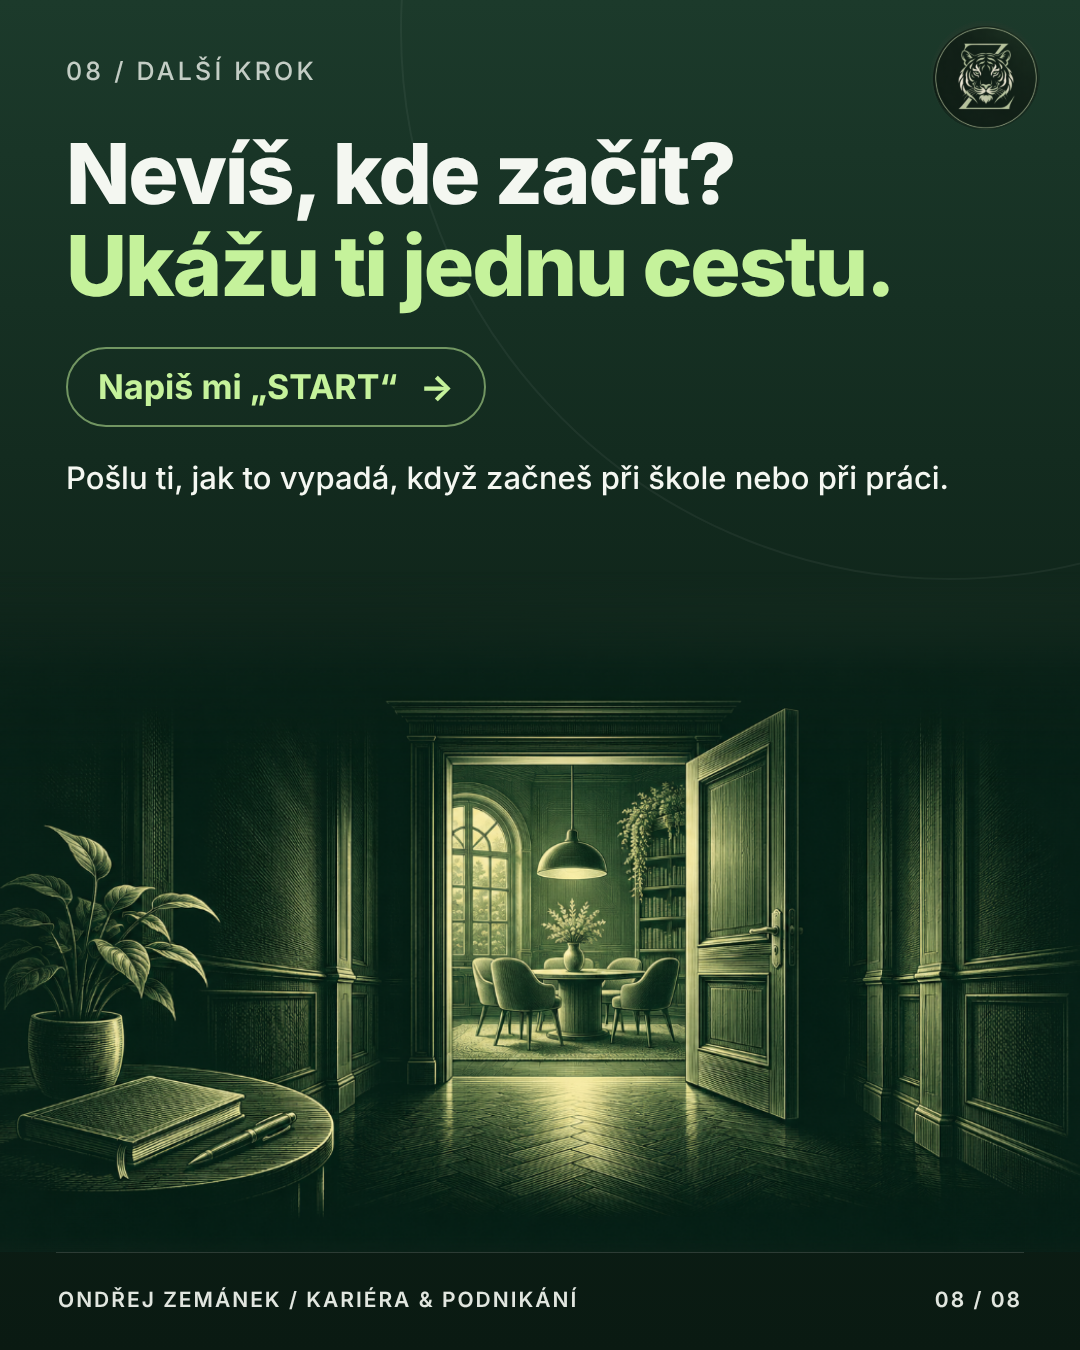 08 / DALŠÍ KROK
Nevíš, kde začít?
Ukážu ti jednu cestu.
Napiš mi „START“ →
Pošlu ti, jak to vypadá, když začneš při škole nebo při práci.
ONDŘEJ ZEMÁNEK / KARIÉRA & PODNIKÁNÍ
08 / 08